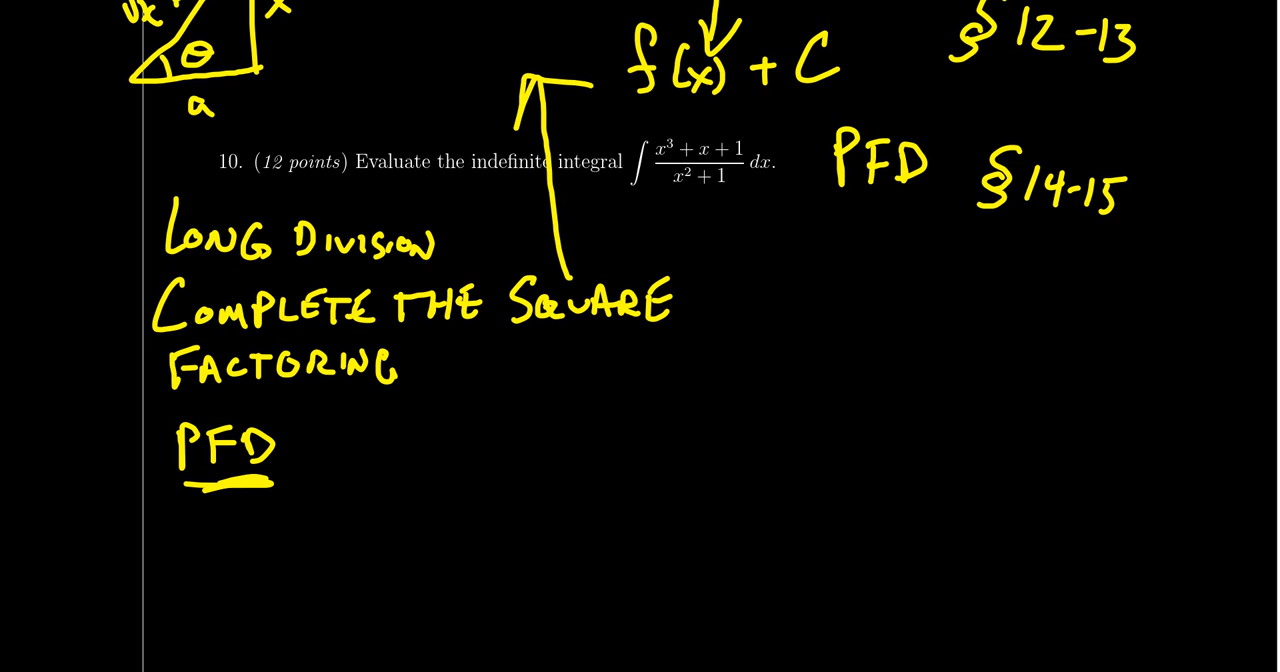 x
θ
a
f(x) + C
§ 12-13
10. (12 points) Evaluate the indefinite integral ∫ (x³ + x + 1)/(x² + 1) dx.
PFD § 14-15
LONG DIVISION
COMPLETE THE SQUARE
FACTORING
PFD